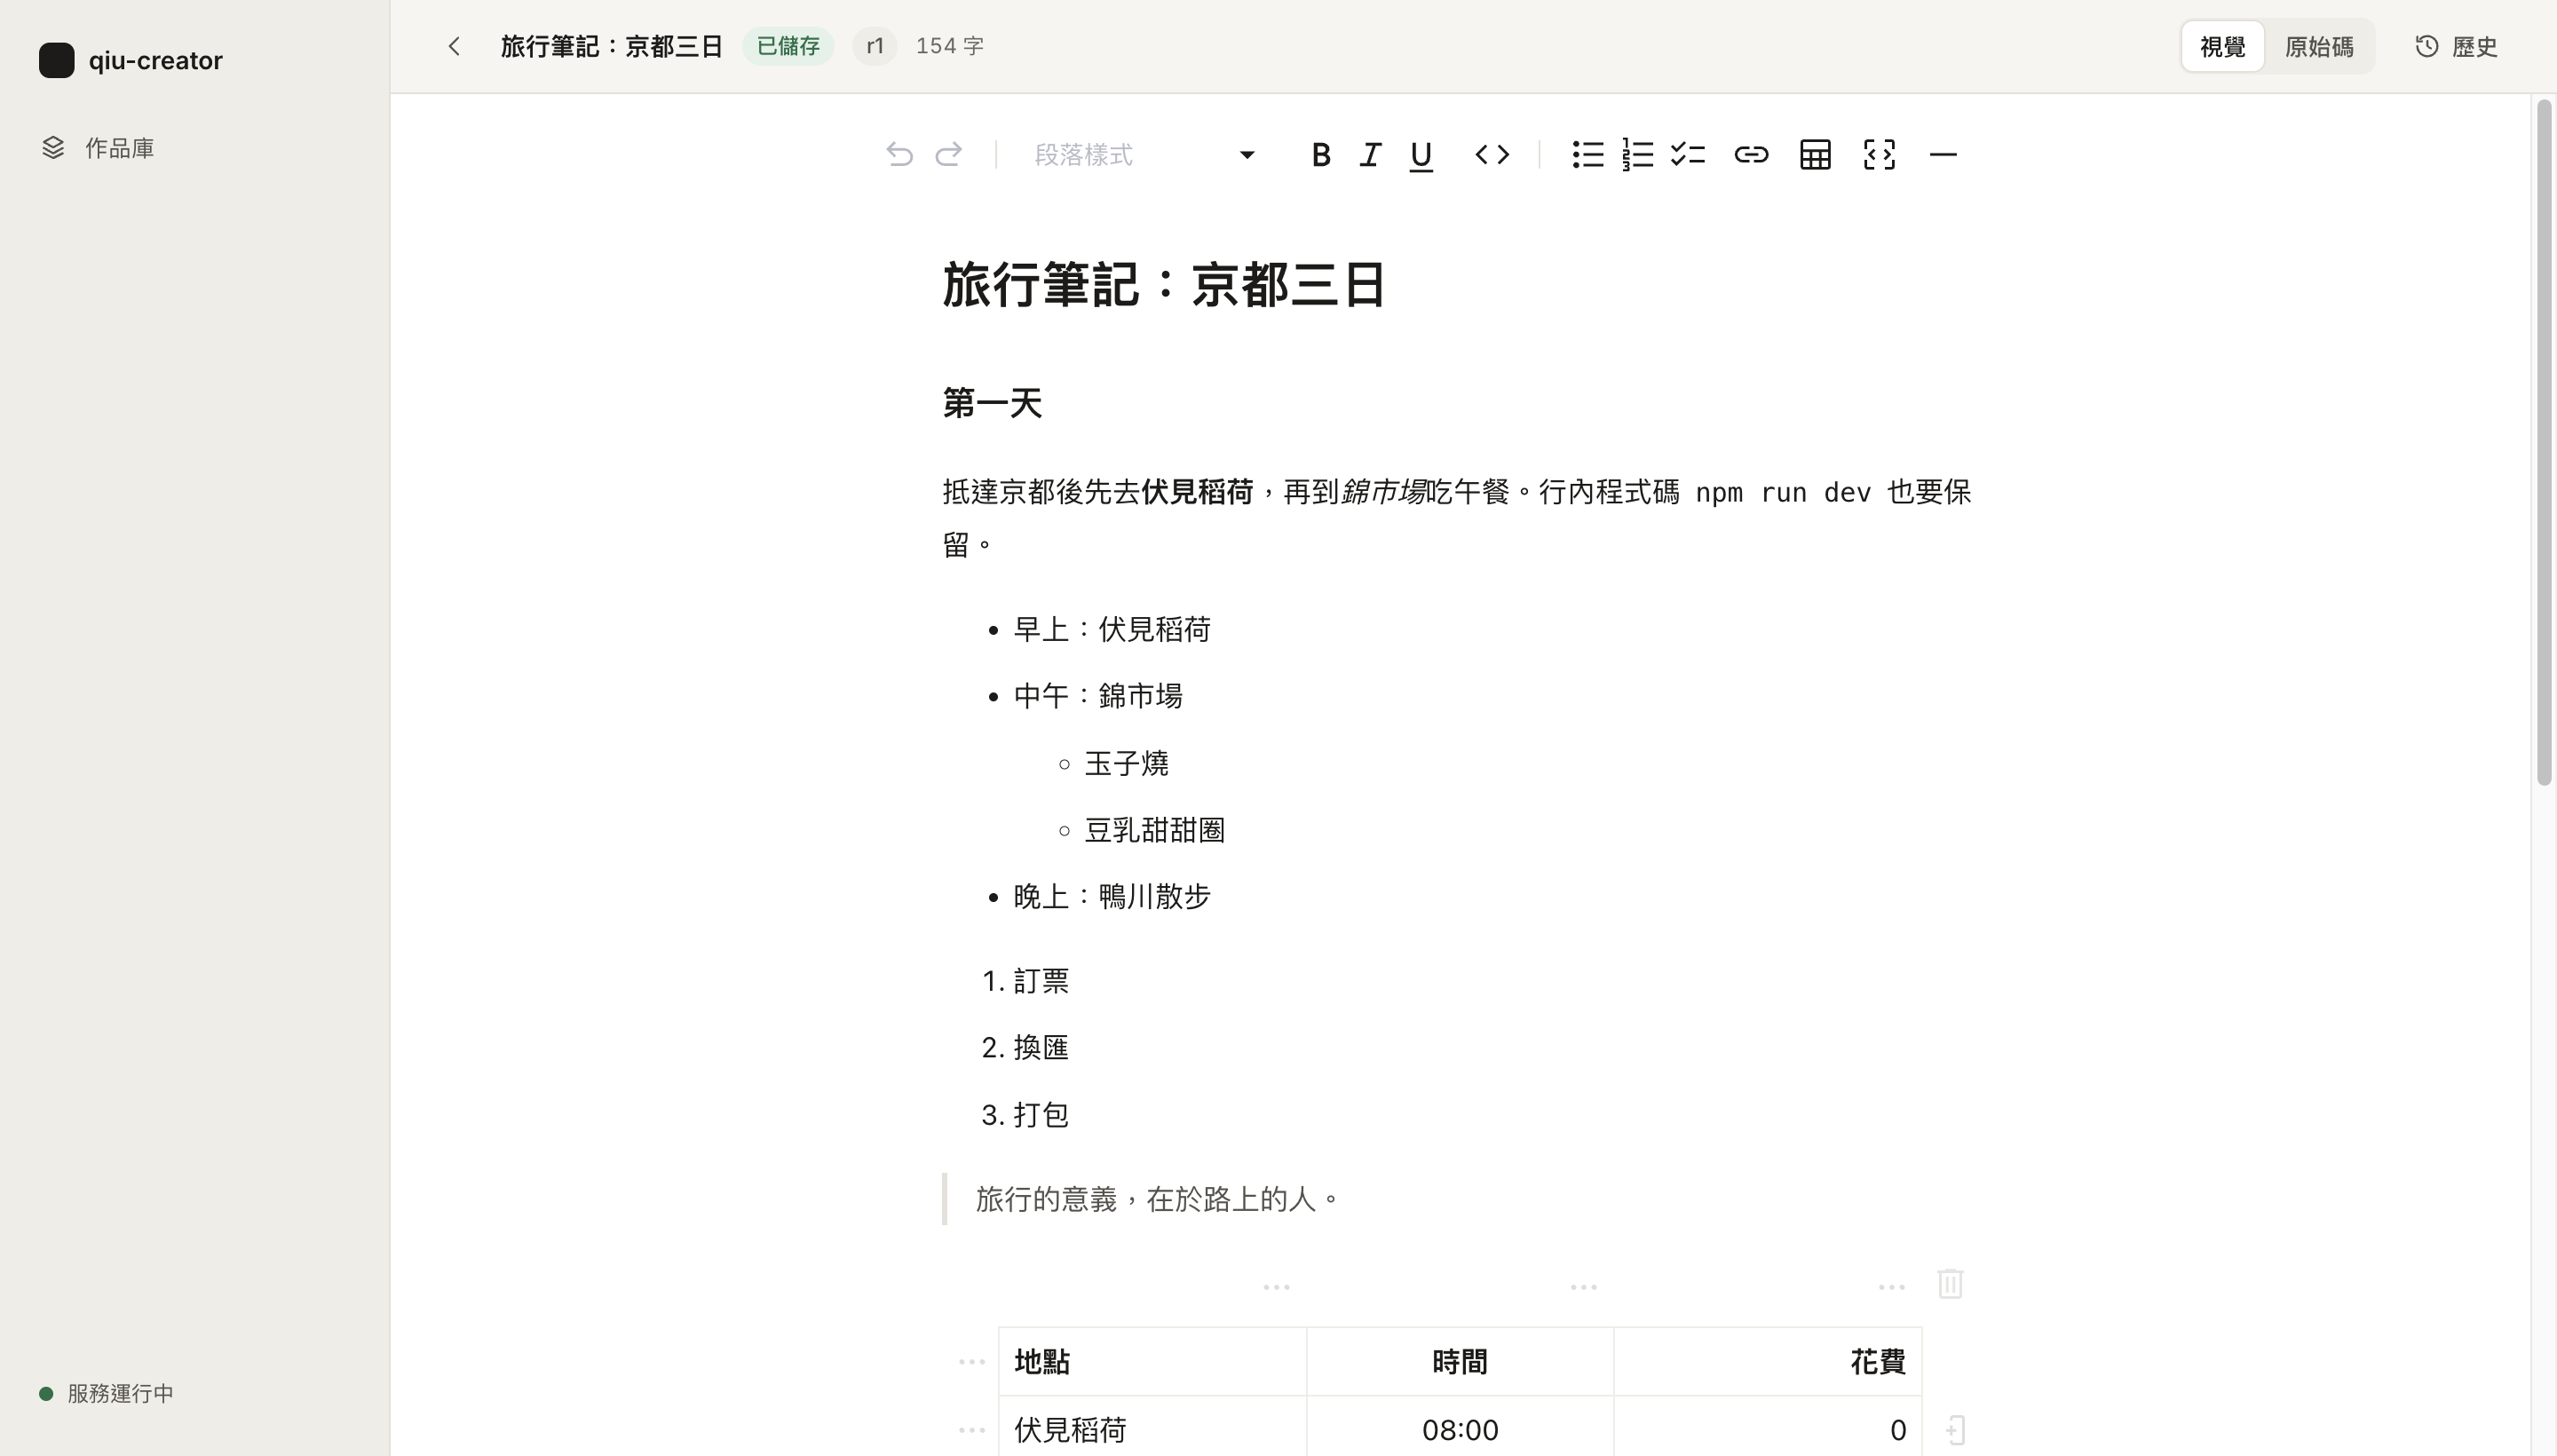 qiu-creator
作品庫
服務運行中
旅行筆記：京都三日
已儲存
r1
154 字
視覺
原始碼
歷史
段落樣式
B I U
旅行筆記：京都三日
第一天
抵達京都後先去伏見稻荷，再到錦市場吃午餐。行內程式碼 npm run dev 也要保
留。
• 早上：伏見稻荷
• 中午：錦市場
◦ 玉子燒
◦ 豆乳甜甜圈
• 晚上：鴨川散步
1. 訂票
2. 換匯
3. 打包
旅行的意義，在於路上的人。
地點 時間 花費
伏見稻荷 08:00 0